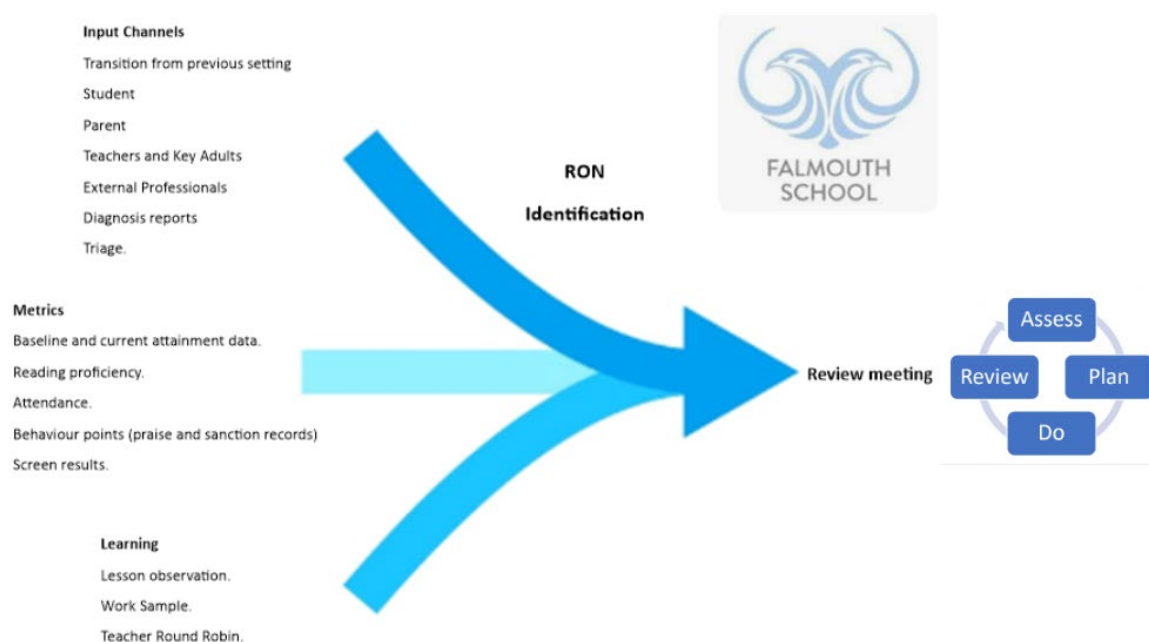 Input Channels
Transition from previous setting
Student
Parent
Teachers and Key Adults
External Professionals
Diagnosis reports
Triage.
RON
Identification
FALMOUTH
SCHOOL
Metrics
Baseline and current attainment data.
Reading proficiency.
Attendance.
Behaviour points (praise and sanction records)
Screen results.
Review meeting
Assess
Plan
Do
Review
Learning
Lesson observation.
Work Sample.
Teacher Round Robin.